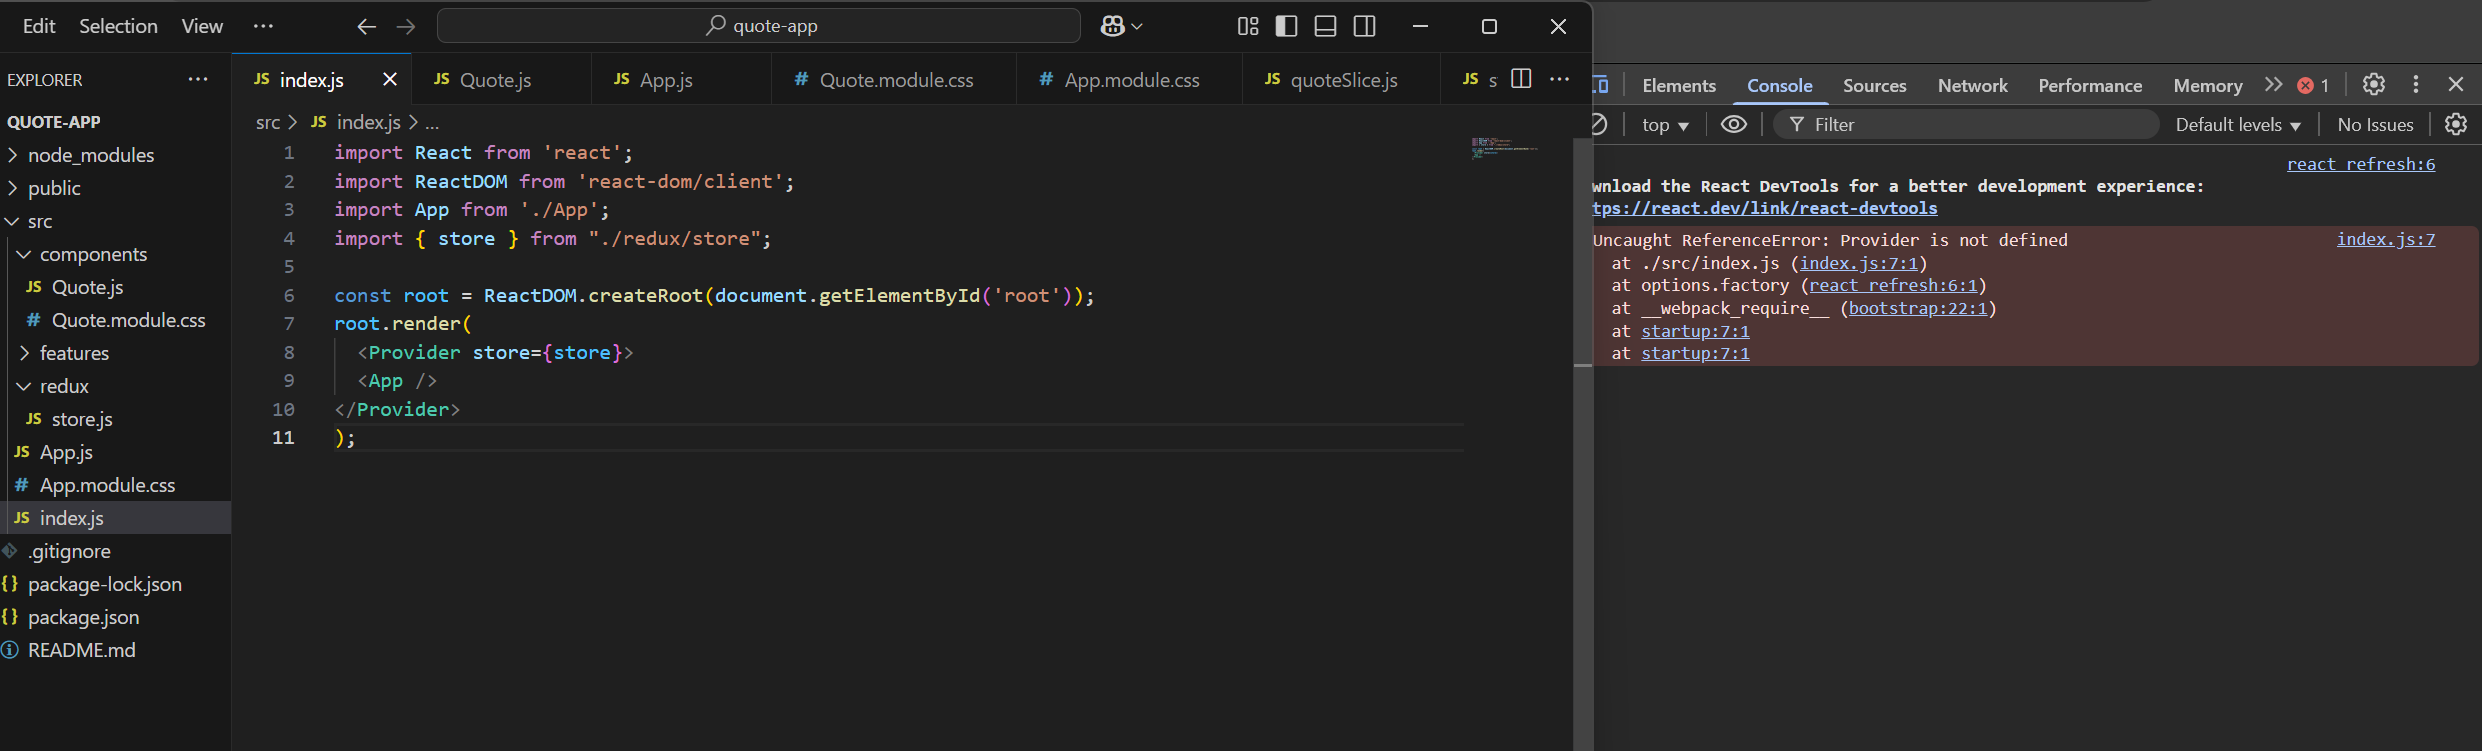 Edit Selection View ··· quote-app
EXPLORER ···
QUOTE-APP
node_modules
public
src
components
JS Quote.js
# Quote.module.css
features
redux
JS store.js
JS App.js
# App.module.css
JS index.js
.gitignore
{} package-lock.json
{} package.json
README.md
JS index.js JS Quote.js JS App.js # Quote.module.css # App.module.css JS quoteSlice.js JS s ···
src > JS index.js > ...
1 import React from 'react';
2 import ReactDOM from 'react-dom/client';
3 import App from './App';
4 import { store } from "./redux/store";
5
6 const root = ReactDOM.createRoot(document.getElementById('root'));
7 root.render(
8 <Provider store={store}>
9 <App />
10 </Provider>
11 );
Elements Console Sources Network Performance Memory 1
top Filter Default levels No Issues
react refresh:6
wnload the React DevTools for a better development experience:
tps://react.dev/link/react-devtools
Uncaught ReferenceError: Provider is not defined index.js:7
at ./src/index.js (index.js:7:1)
at options.factory (react refresh:6:1)
at __webpack_require__ (bootstrap:22:1)
at startup:7:1
at startup:7:1